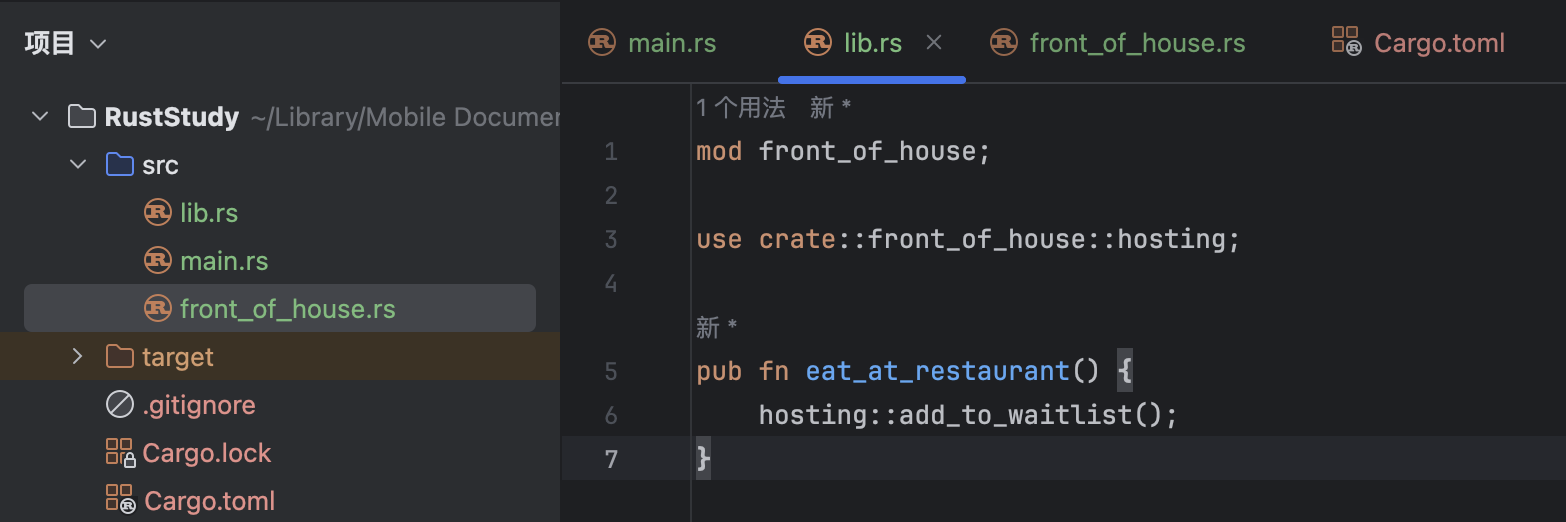 项目
main.rs
lib.rs
front_of_house.rs
Cargo.toml
RustStudy ~/Library/Mobile Documen
src
lib.rs
main.rs
front_of_house.rs
target
.gitignore
Cargo.lock
Cargo.toml
1 个用法 新 *
1 mod front_of_house;
2
3 use crate::front_of_house::hosting;
4
新 *
5 pub fn eat_at_restaurant() {
6     hosting::add_to_waitlist();
7 }